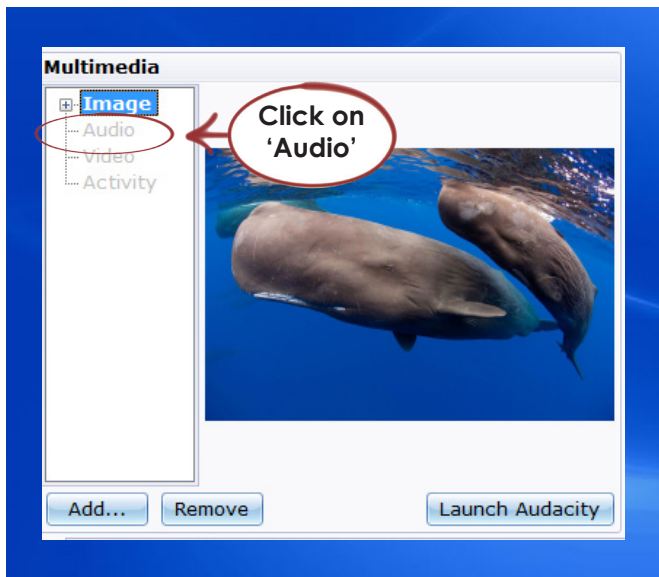 Multimedia
Image
Audio
Video
Activity
Click on
‘Audio’
Add... Remove Launch Audacity